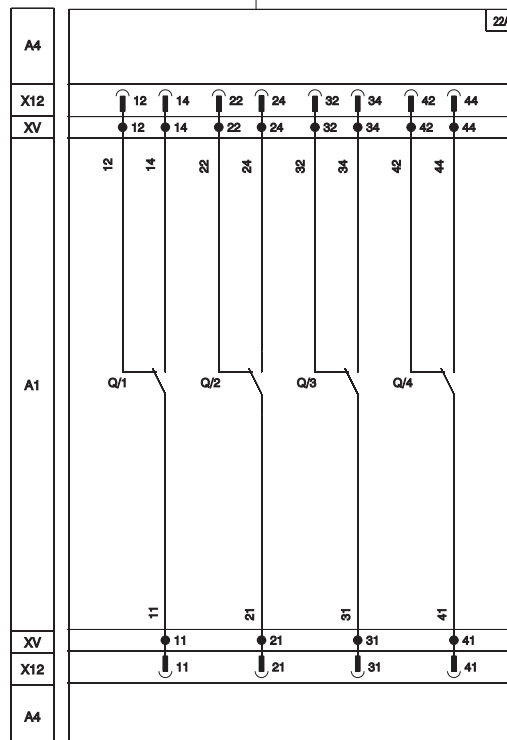 22/
A4
X12 12 14 22 24 32 34 42 44
XV 12 14 22 24 32 34 42 44
12 14 22 24 32 34 42 44
A1 Q/1 Q/2 Q/3 Q/4
11 21 31 41
XV 11 21 31 41
X12 11 21 31 41
A4